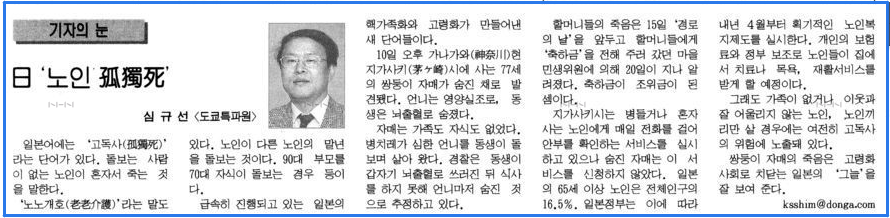 기자의 눈
日 ‘노인 孤獨死’
심 규 선 <도쿄특파원>
일본어에는 ‘고독사(孤獨死)’
라는 단어가 있다. 돌보는 사람
이 없는 노인이 혼자서 죽는 것
을 말한다.
‘노노개호(老老介護)’라는 말도
있다. 노인이 다른 노인의 말년
을 돌보는 것이다. 90대 부모를
70대 자식이 돌보는 경우 등이
다.
급속히 진행되고 있는 일본의
핵가족화와 고령화가 만들어낸
새 단어들이다.
10일 오후 가나가와(神奈川)현
지가사키(茅ヶ崎)시에 사는 77세
의 쌍둥이 자매가 숨진 채로 발
견됐다. 언니는 영양실조로, 동
생은 뇌출혈로 숨졌다.
자매는 가족도 자식도 없었다.
병치레가 심한 언니를 동생이 돌
보며 살아 왔다. 경찰은 동생이
갑자기 뇌출혈로 쓰러진 뒤 식사
를 하지 못해 언니마저 숨진 것
으로 추정하고 있다.
할머니들의 죽음은 15일 ‘경로
의 날’을 앞두고 할머니들에게
‘축하금’을 전해 주러 갔던 마을
민생위원에 의해 20일이 지나 알
려졌다. 축하금이 조위금이 된
셈이다.
지가사키시는 병들거나 혼자
사는 노인에게 매일 전화를 걸어
안부를 확인하는 서비스를 실시
하고 있으나 숨진 자매는 이 서
비스를 신청하지 않았다. 일본
의 65세 이상 노인은 전체인구의
16.5%. 일본정부는 이에 따라
내년 4월부터 획기적인 노인복
지제도를 실시한다. 개인의 보험
료와 정부 보조로 노인들이 집에
서 치료나 목욕, 재활서비스를
받게 할 예정이다.
그래도 가족이 없거나 이웃과
잘 어울리지 않는 노인, 노인끼
리만 살 경우에는 여전히 고독사
의 위험에 노출돼 있다.
쌍둥이 자매의 죽음은 고령화
사회로 치닫는 일본의 ‘그늘’을
잘 보여 준다.
ksshim@donga.com